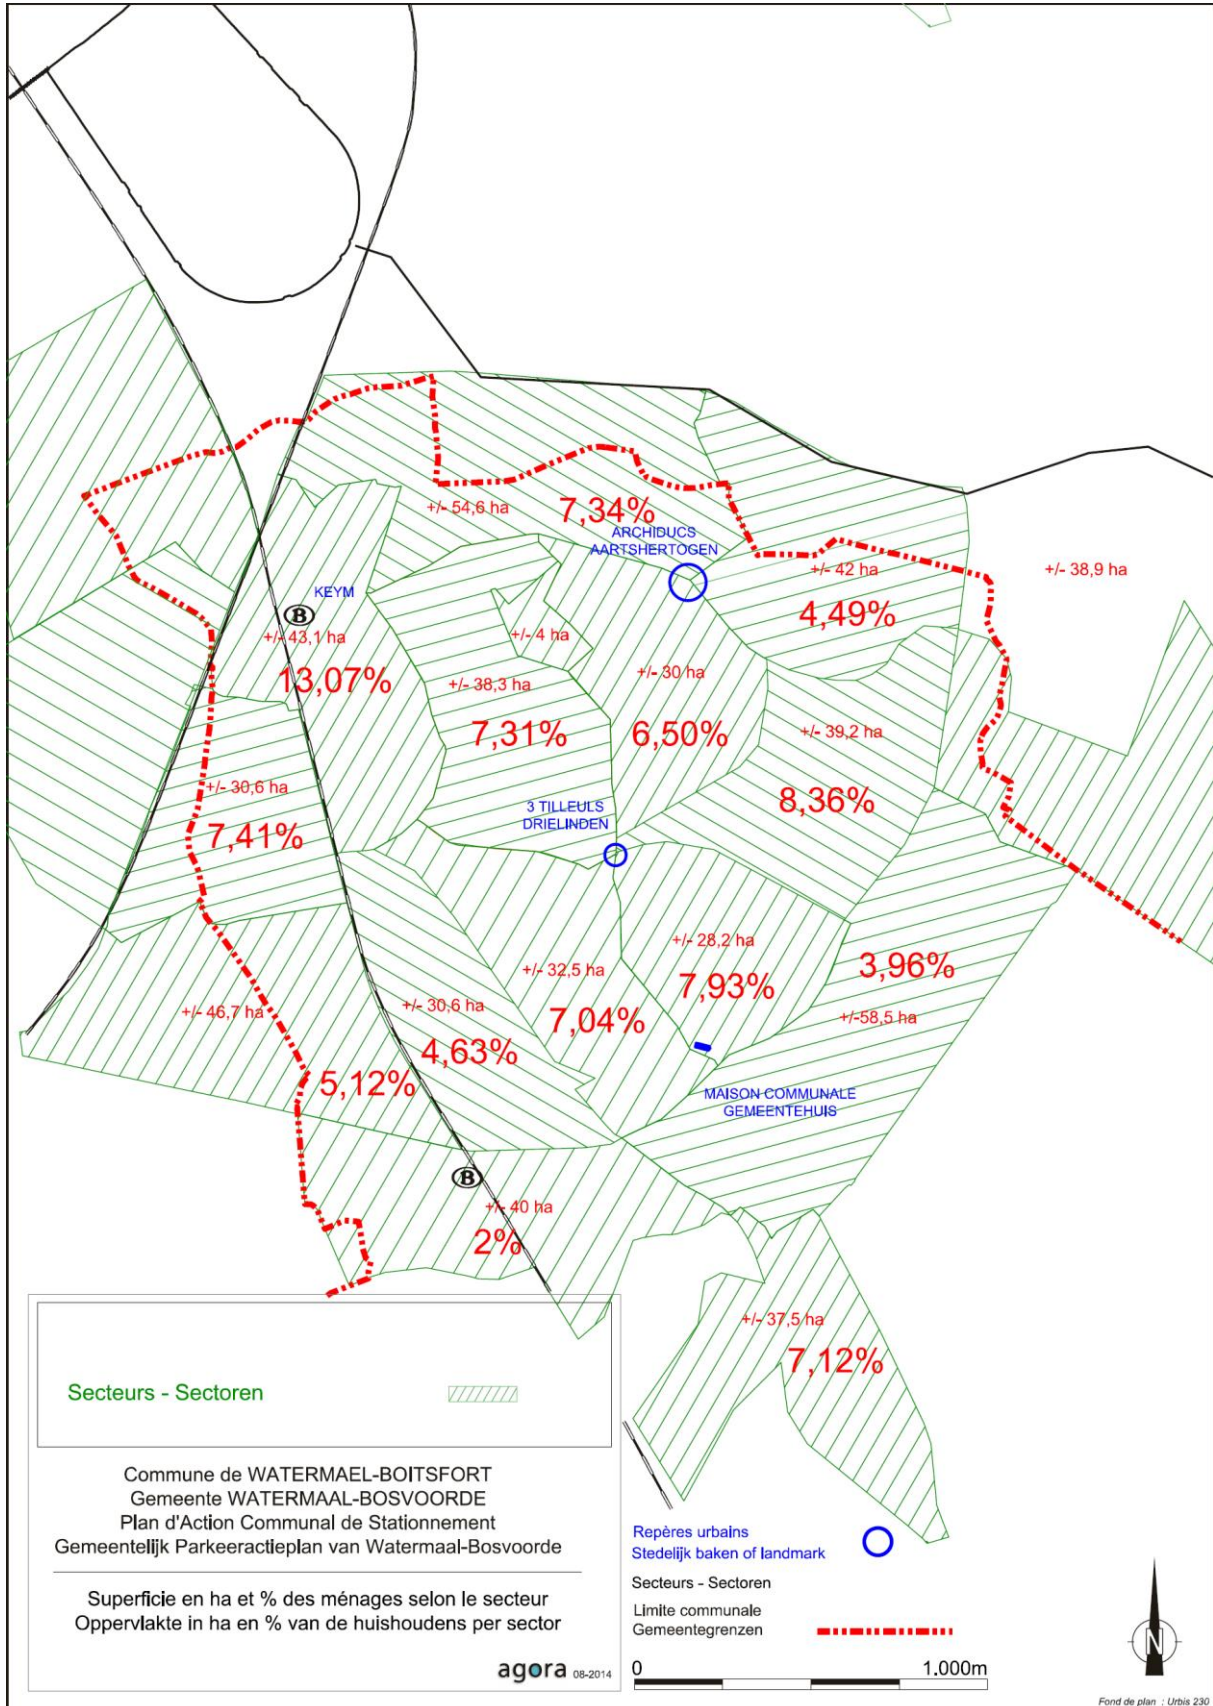 +/- 54,6 ha
7,34%
ARCHIDUCS
AARTSHERTOGEN
+/- 42 ha
4,49%
+/- 38,9 ha
KEYM
B
+/- 43,1 ha
13,07%
+/- 4 ha
+/- 38,3 ha
7,31%
+/- 30 ha
6,50%
+/- 39,2 ha
8,36%
+/- 30,6 ha
7,41%
3 TILLEULS
DRIELINDEN
+/- 28,2 ha
7,93%
3,96%
+/-58,5 ha
+/- 32,5 ha
7,04%
+/- 46,7 ha
5,12%
+/- 30,6 ha
4,63%
MAISON COMMUNALE
GEMEENTEHUIS
B
+/- 40 ha
2%
+/- 37,5 ha
7,12%
Secteurs - Sectoren
Commune de WATERMAEL-BOITSFORT
Gemeente WATERMAAL-BOSVOORDE
Plan d'Action Communal de Stationnement
Gemeentelijk Parkeeractieplan van Watermaal-Bosvoorde
Superficie en ha et % des ménages selon le secteur
Oppervlakte in ha en % van de huishoudens per sector
agora 08-2014
Repères urbains
Stedelijk baken of landmark
Secteurs - Sectoren
Limite communale
Gemeentegrenzen
0 1.000m
N
Fond de plan : Urbis 230